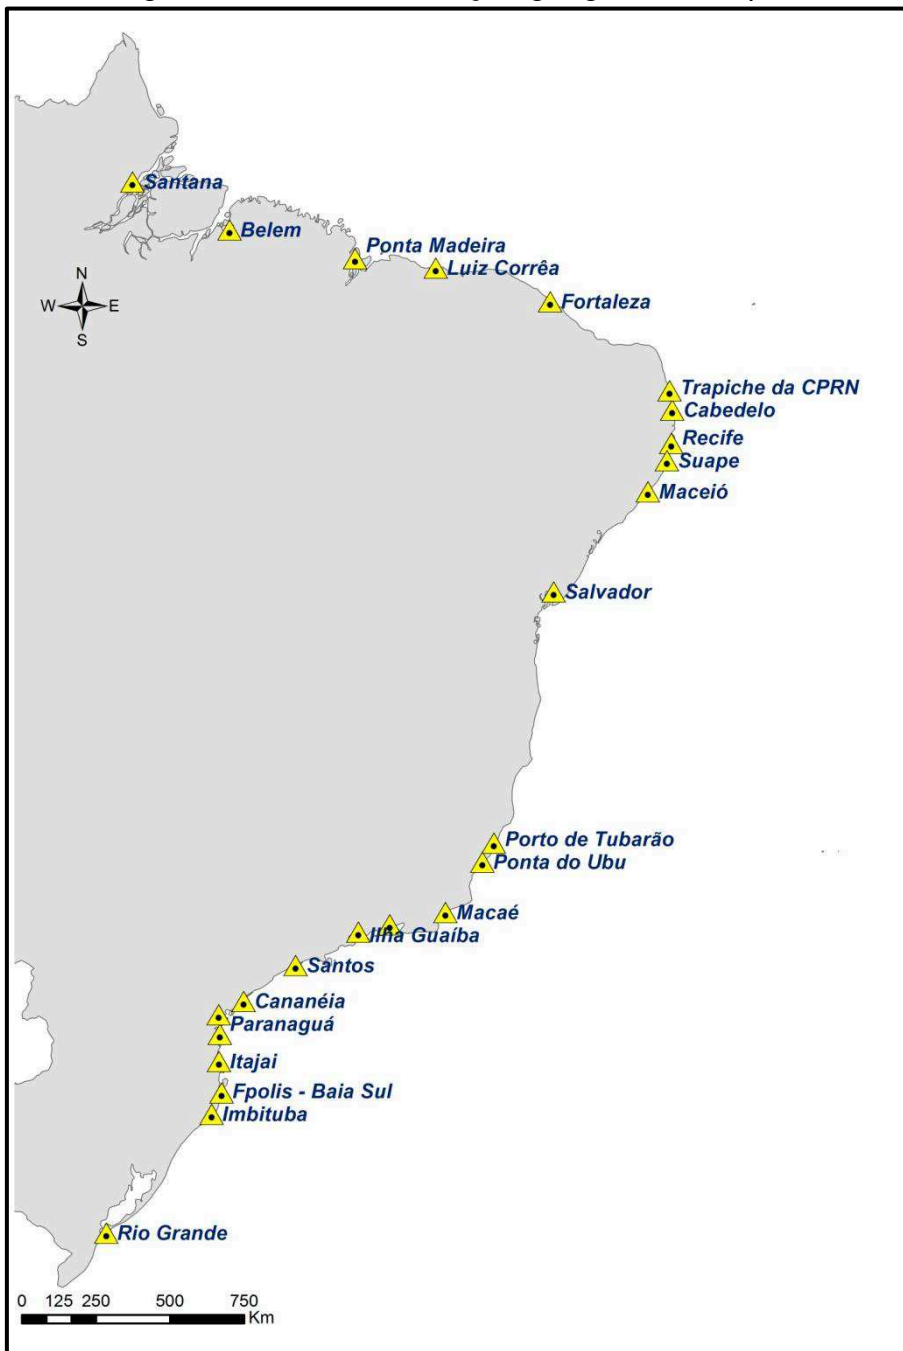 Santana
Belem
Ponta Madeira
Luiz Corrêa
Fortaleza
N
W E
S
Trapiche da CPRN
Cabedelo
Recife
Suape
Maceió
Salvador
Porto de Tubarão
Ponta do Ubu
Macaé
Ilha Guaíba
Santos
Cananéia
Paranaguá
Itajai
Fpolis - Baia Sul
Imbituba
Rio Grande
0 125 250 500 750
Km